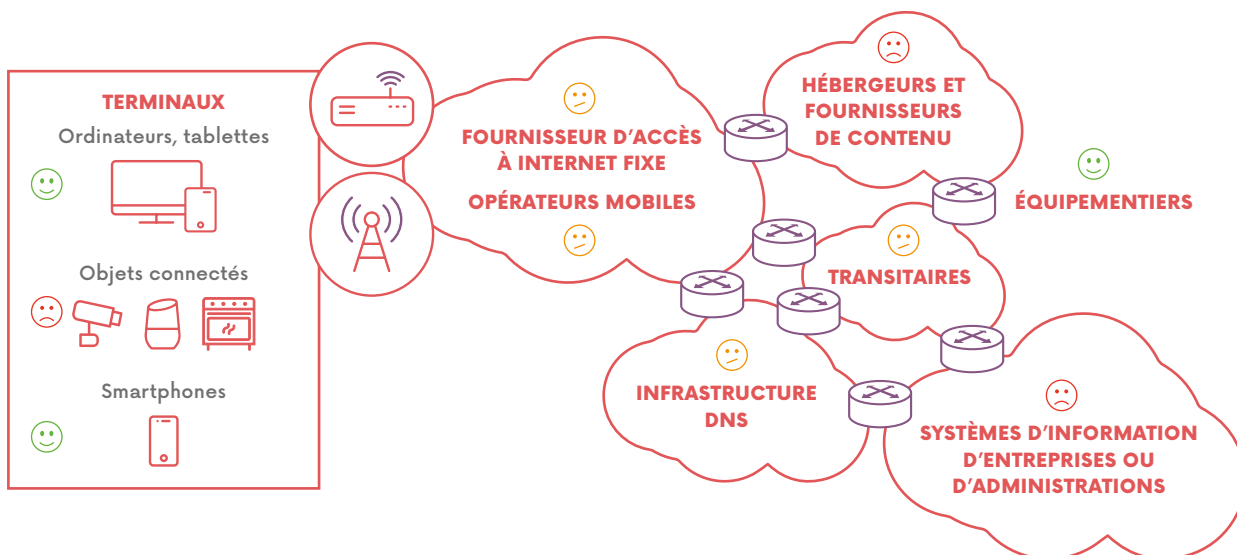 TERMINAUX
Ordinateurs, tablettes
Objets connectés
Smartphones
FOURNISSEUR D'ACCÈS
À INTERNET FIXE
OPÉRATEURS MOBILES
HÉBERGEURS ET
FOURNISSEURS
DE CONTENU
ÉQUIPEMENTIERS
TRANSITAIRES
INFRASTRUCTURE
DNS
SYSTÈMES D'INFORMATION
D'ENTREPRISES OU
D'ADMINISTRATIONS